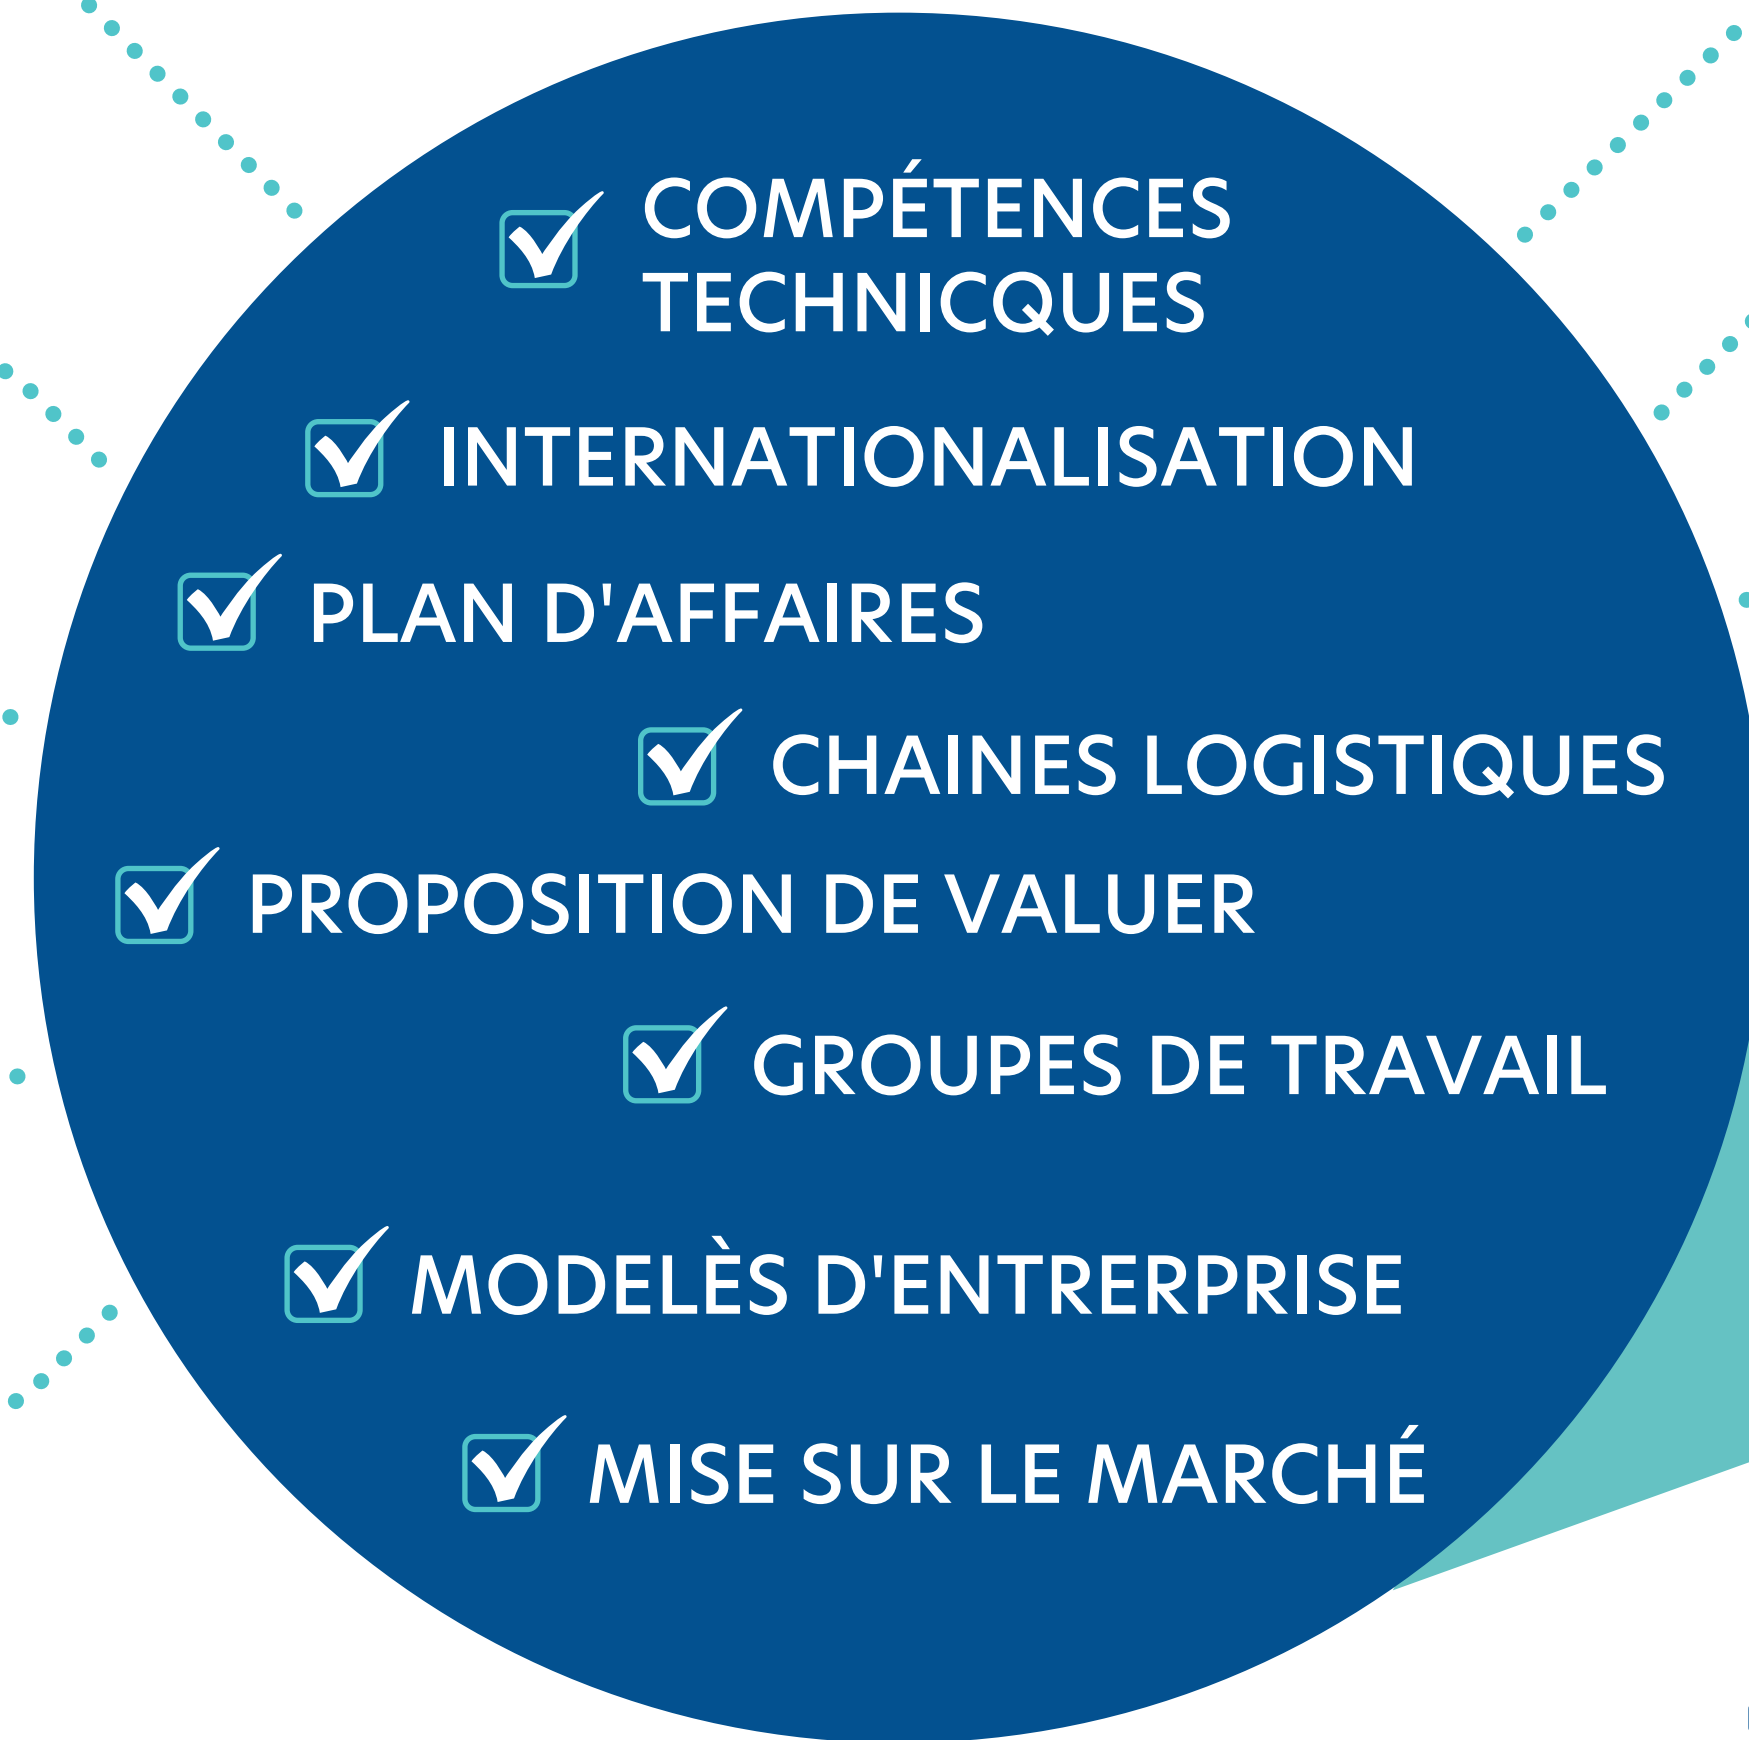 COMPÉTENCES
TECHNICQUES
INTERNATIONALISATION
PLAN D'AFFAIRES
CHAINES LOGISTIQUES
PROPOSITION DE VALUER
GROUPES DE TRAVAIL
MODELÈS D'ENTRERPRISE
MISE SUR LE MARCHÉ